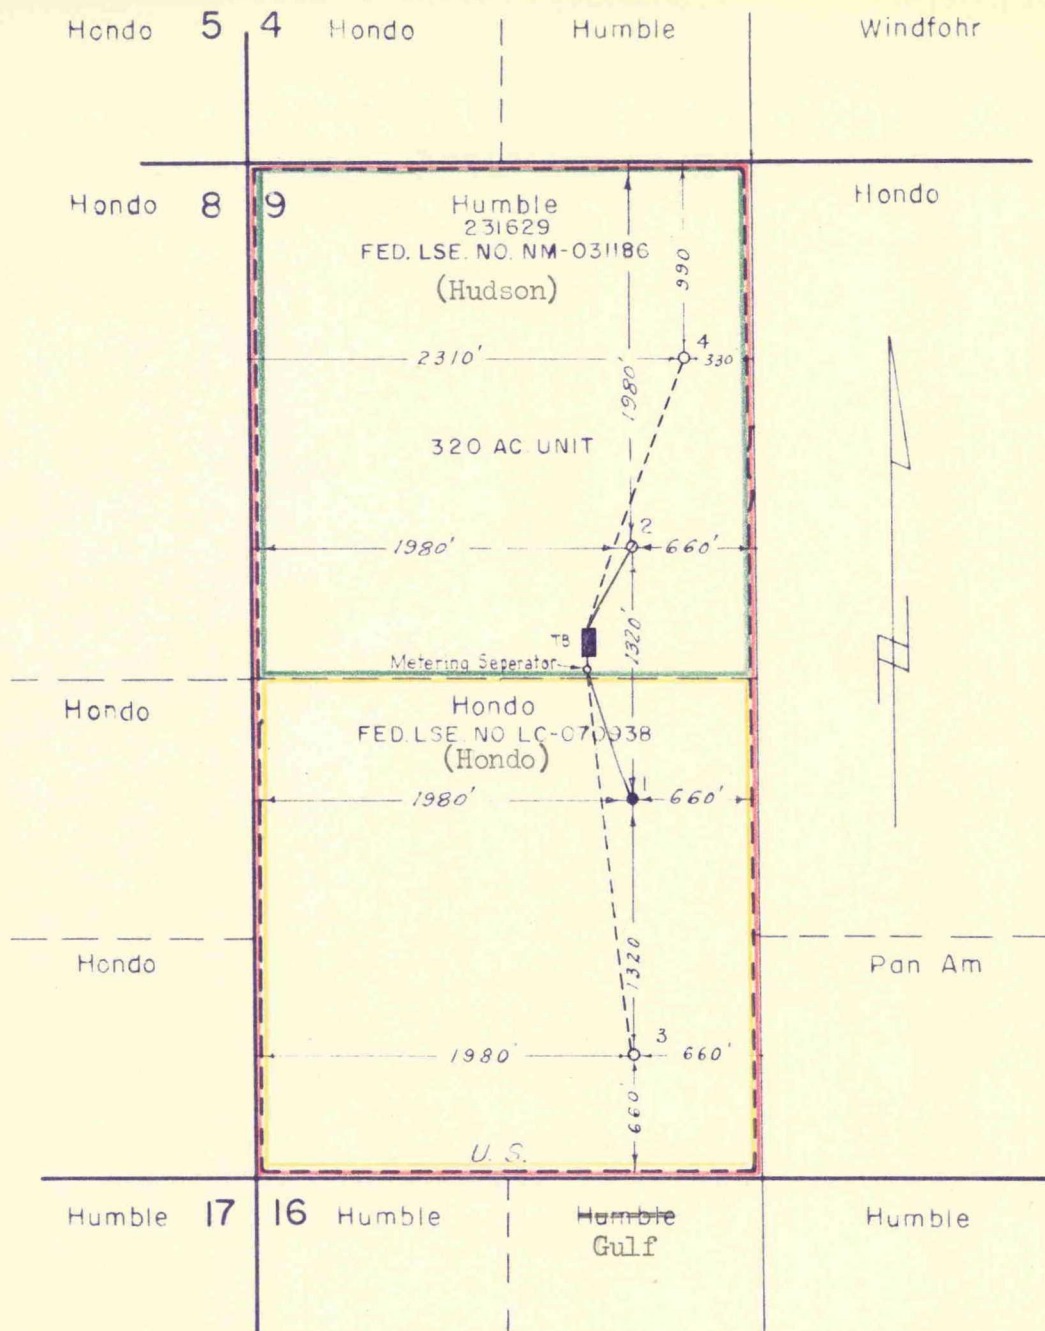 Hondo 5 4 Hondo Humble Windfohr
Hondo 8 9 Humble Hondo
231629
FED. LSE. NO. NM-031186
(Hudson)
990
4
2310' 330
1980'
320 AC. UNIT
2
1980' 660'
TB
1320'
Metering Seperator
Hondo Hondo
FED. LSE. NO LC-070938
(Hondo)
1
1980' 660'
Hondo 1320 Pan Am
3
1980' 660'
660'
U. S.
Humble 17 16 Humble Humble Humble
Gulf